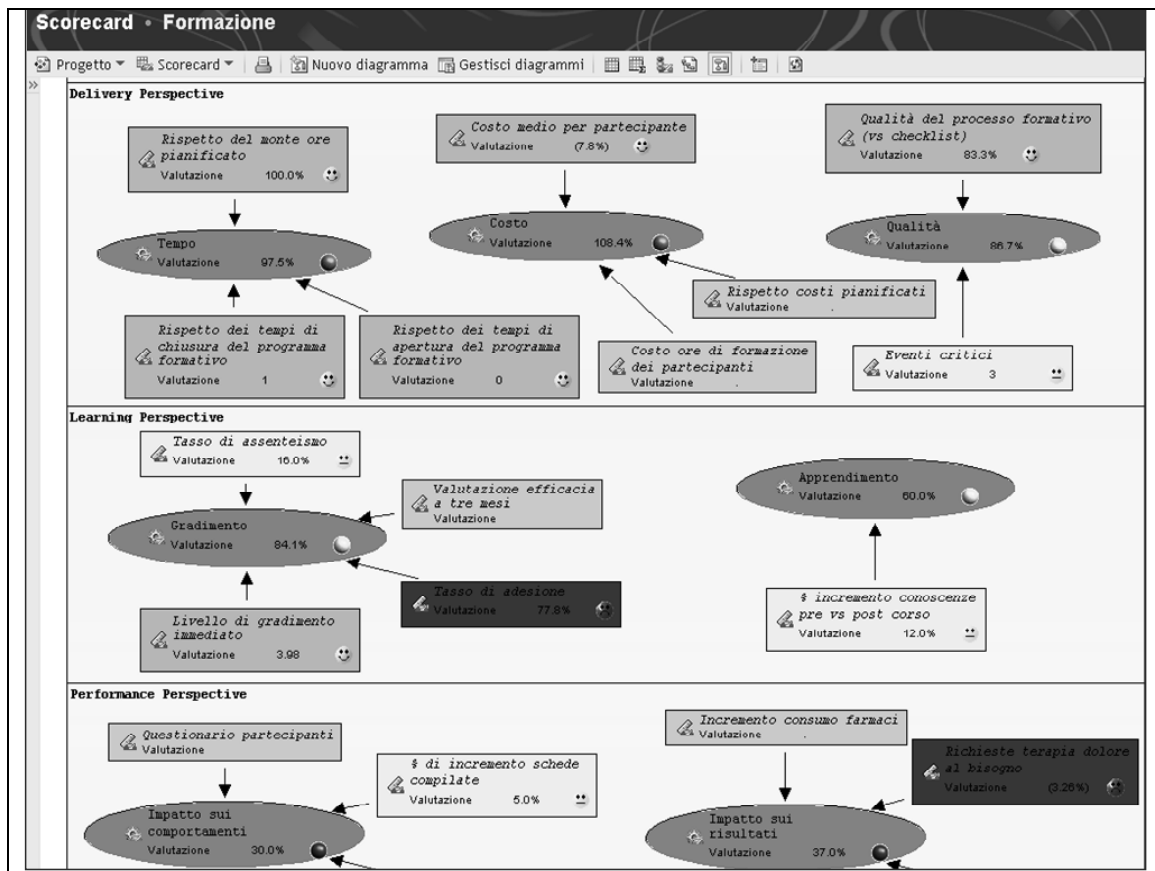 Scorecard • Formazione
Progetto Scorecard Nuovo diagramma Gestisci diagrammi
»
Delivery Perspective
Rispetto del monte ore
pianificato
Valutazione 100.0%
Costo medio per partecipante
Valutazione (7.8%)
Qualità del processo formativo
(vs checklist)
Valutazione 83.3%
Tempo
Valutazione 97.5%
Costo
Valutazione 108.4%
Qualità
Valutazione 86.7%
Rispetto costi pianificati
Valutazione .
Rispetto dei tempi di
chiusura del programma
formativo
Valutazione 1
Rispetto dei tempi di
apertura del programma
formativo
Valutazione 0
Costo ore di formazione
dei partecipanti
Valutazione .
Eventi critici
Valutazione 3
Learning Perspective
Tasso di assenteismo
Valutazione 16.0%
Valutazione efficacia
a tre mesi
Valutazione
Apprendimento
Valutazione 60.0%
Gradimento
Valutazione 84.1%
Tasso di adesione
Valutazione 77.8%
Livello di gradimento
immediato
Valutazione 3.98
% incremento conoscenze
pre vs post corso
Valutazione 12.0%
Performance Perspective
Questionario partecipanti
Valutazione
% di incremento schede
compilate
Valutazione 5.0%
Incremento consumo farmaci
Valutazione .
Richieste terapia dolore
al bisogno
Valutazione (3.26%)
Impatto sui
comportamenti
Valutazione 30.0%
Impatto sui
risultati
Valutazione 37.0%